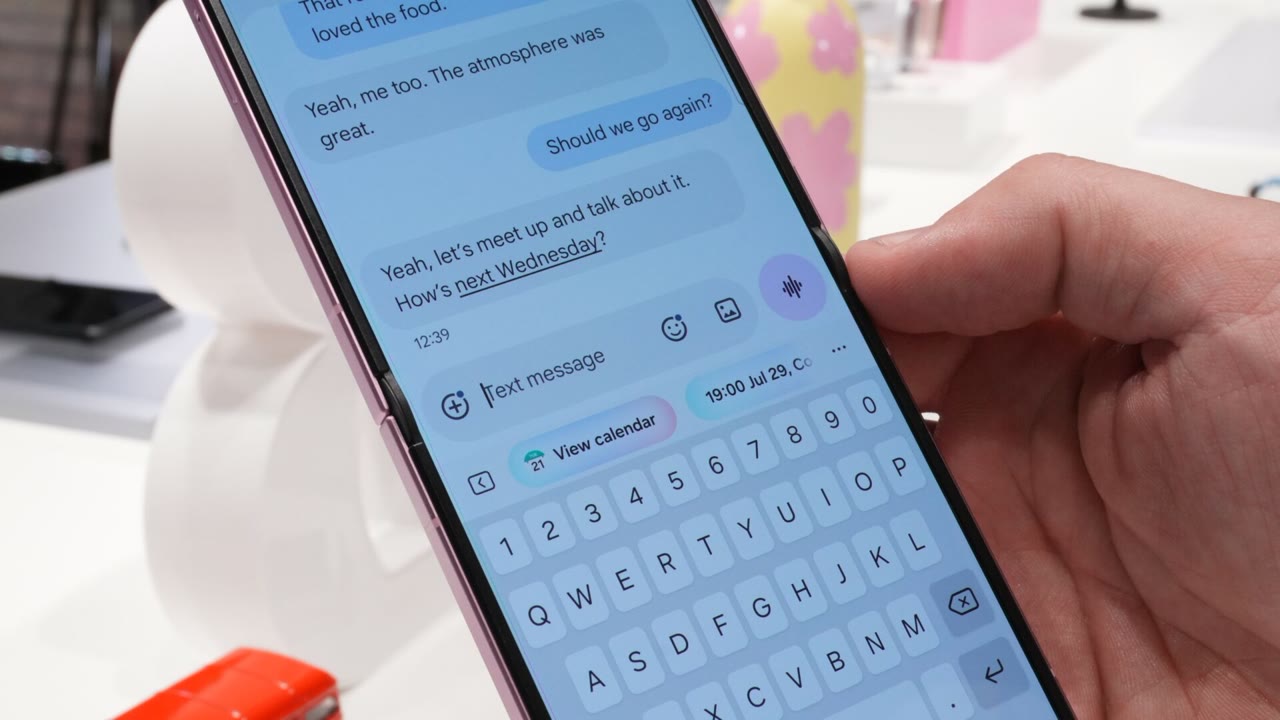 loved the food.
Yeah, me too. The atmosphere was
great.
Should we go again?
Yeah, let's meet up and talk about it.
How's next Wednesday?
12:39
Text message
21 View calendar
19:00 Jul 29, Co
1 2 3 4 5 6 7 8 9 0
Q W E R T Y U I O P
A S D F G H J K L
X C V B N M
.